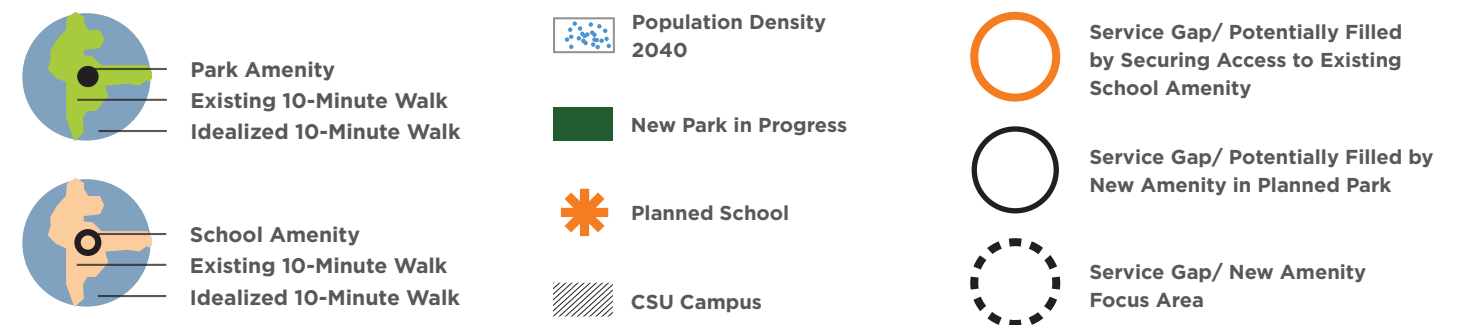 Park Amenity
Existing 10-Minute Walk
Idealized 10-Minute Walk
School Amenity
Existing 10-Minute Walk
Idealized 10-Minute Walk
Population Density
2040
New Park in Progress
Planned School
CSU Campus
Service Gap/ Potentially Filled
by Securing Access to Existing
School Amenity
Service Gap/ Potentially Filled by
New Amenity in Planned Park
Service Gap/ New Amenity
Focus Area